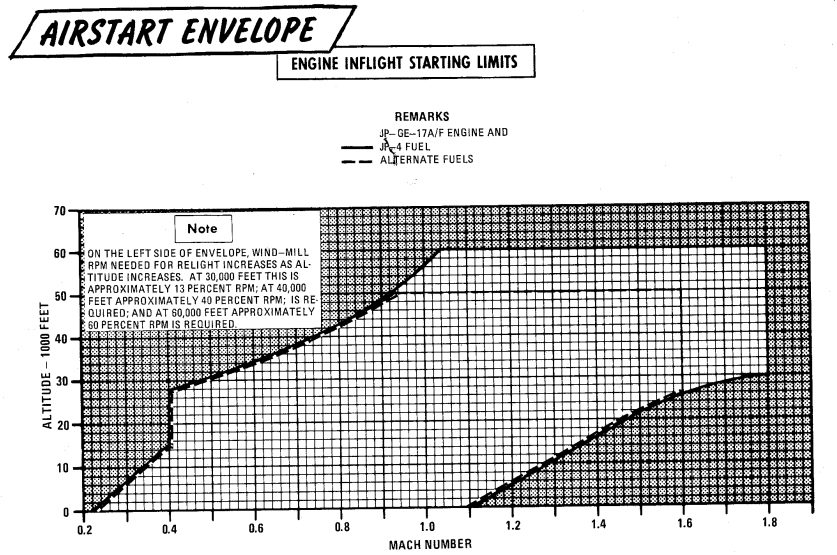 AIRSTART ENVELOPE
ENGINE INFLIGHT STARTING LIMITS
REMARKS
JP-GE-17A/F ENGINE AND
JP-4 FUEL
ALTERNATE FUELS
Note
ON THE LEFT SIDE OF ENVELOPE, WIND-MILL
RPM NEEDED FOR RELIGHT INCREASES AS AL-
TITUDE INCREASES. AT 30,000 FEET THIS IS
APPROXIMATELY 13 PERCENT RPM; AT 40,000
FEET APPROXIMATELY 40 PERCENT RPM; IS RE-
QUIRED; AND AT 60,000 FEET APPROXIMATELY
60 PERCENT RPM IS REQUIRED.
ALTITUDE - 1000 FEET
70
60
50
40
30
20
10
0
0.2 0.4 0.6 0.8 1.0 1.2 1.4 1.6 1.8
MACH NUMBER